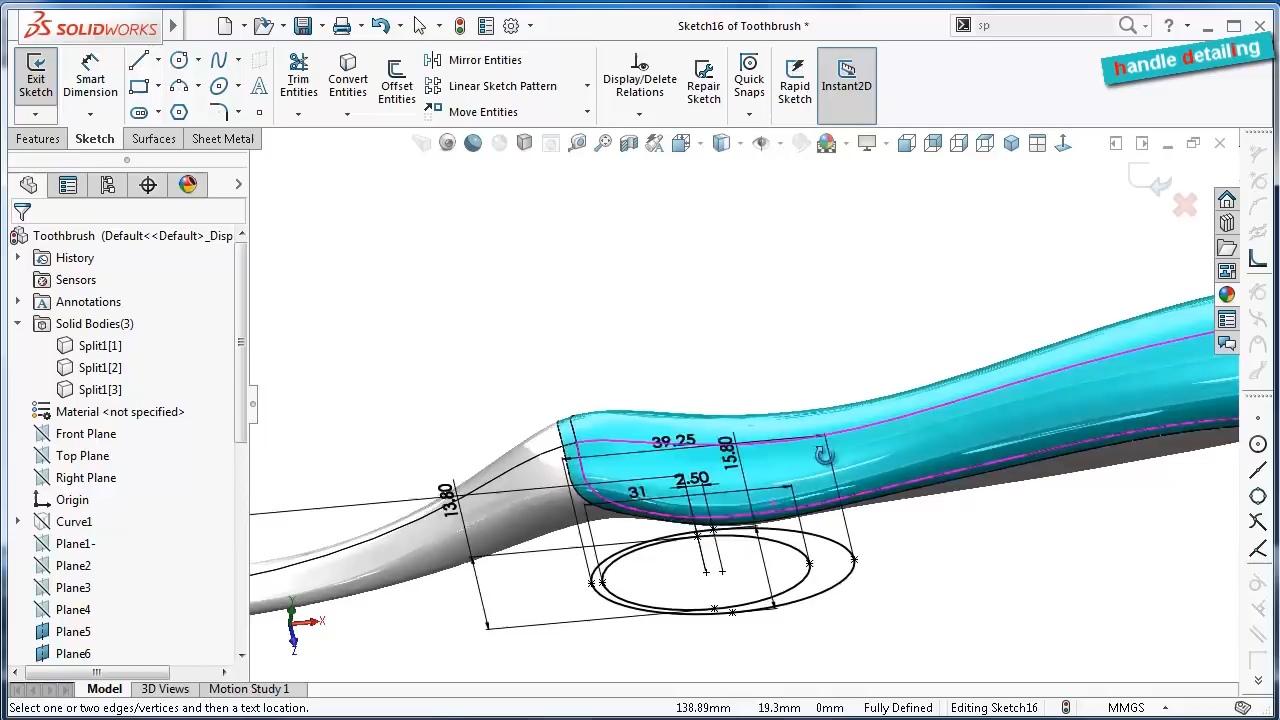 SOLIDWORKS
Sketch16 of Toothbrush *
sp
handle detailing
Exit Sketch
Smart Dimension
Trim Entities
Convert Entities
Offset Entities
Mirror Entities
Linear Sketch Pattern
Move Entities
Display/Delete Relations
Repair Sketch
Quick Snaps
Rapid Sketch
Instant2D
Features
Sketch
Surfaces
Sheet Metal
Toothbrush (Default<<Default>_Disp
History
Sensors
Annotations
Solid Bodies(3)
Split1[1]
Split1[2]
Split1[3]
Material <not specified>
Front Plane
Top Plane
Right Plane
Origin
Curve1
Plane1-
Plane2
Plane3
Plane4
Plane5
Plane6
39.25
15.80
2.50
31
13.80
Y
X
Z
Model
3D Views
Motion Study 1
Select one or two edges/vertices and then a text location.
138.89mm
19.3mm
0mm
Fully Defined
Editing Sketch16
MMGS